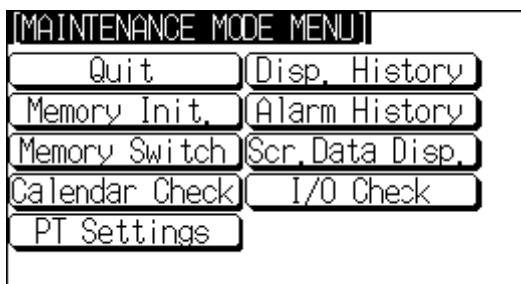 [MAINTENANCE MODE MENU]
Quit
Disp. History
Memory Init.
Alarm History
Memory Switch
Scr.Data Disp.
Calendar Check
I/O Check
PT Settings